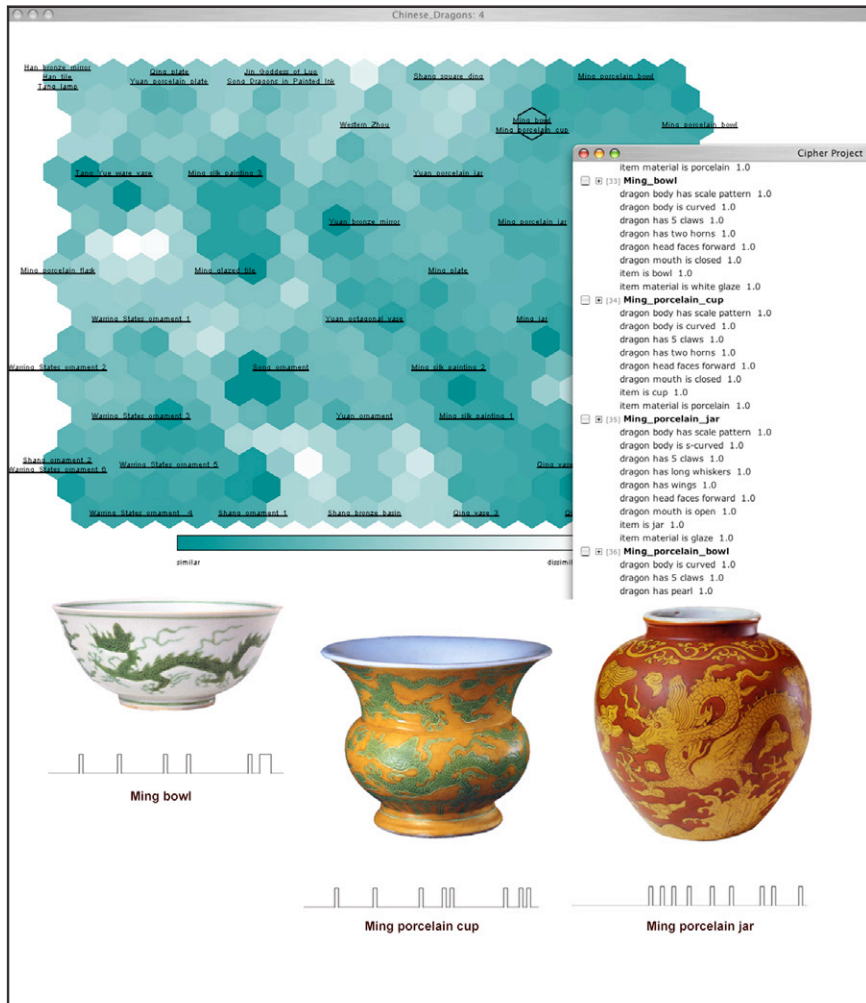 Chinese_Dragons: 4
Han bronze mirror
Han tile
Tang lamp
Qing plate
Yuan porcelain plate
Jin Goddess of Luo
Song Dragons in Painted Ink
Shang square ding
Ming porcelain bowl
Western Zhou
Ming bowl
Ming porcelain cup
Ming porcelain bowl
Tang Yue ware vase
Ming silk painting 3
Yuan porcelain jar
Yuan bronze mirror
Ming porcelain jar
Ming porcelain flask
Ming glazed tile
Ming plate
Warring States ornament 1
Yuan octagonal vase
Ming jar
Warring States ornament 2
Song ornament
Ming silk painting 2
Warring States ornament 3
Yuan ornament
Ming silk painting 1
Shang ornament 2
Warring States ornament 6
Warring States ornament 5
Qing vase
Warring States ornament 4
Shang ornament 1
Shang bronze basin
Qing vase 3
similar
dissimil
Cipher Project
item material is porcelain 1.0
[33] Ming_bowl
dragon body has scale pattern 1.0
dragon body is curved 1.0
dragon has 5 claws 1.0
dragon has two horns 1.0
dragon head faces forward 1.0
dragon mouth is closed 1.0
item is bowl 1.0
item material is white glaze 1.0
[34] Ming_porcelain_cup
dragon body has scale pattern 1.0
dragon body is curved 1.0
dragon has 5 claws 1.0
dragon has two horns 1.0
dragon head faces forward 1.0
dragon mouth is closed 1.0
item is cup 1.0
item material is porcelain 1.0
[35] Ming_porcelain_jar
dragon body has scale pattern 1.0
dragon body is s-curved 1.0
dragon has 5 claws 1.0
dragon has long whiskers 1.0
dragon has wings 1.0
dragon head faces forward 1.0
dragon mouth is open 1.0
item is jar 1.0
item material is glaze 1.0
[36] Ming_porcelain_bowl
dragon body is curved 1.0
dragon has 5 claws 1.0
dragon has pearl 1.0
Ming bowl
Ming porcelain cup
Ming porcelain jar